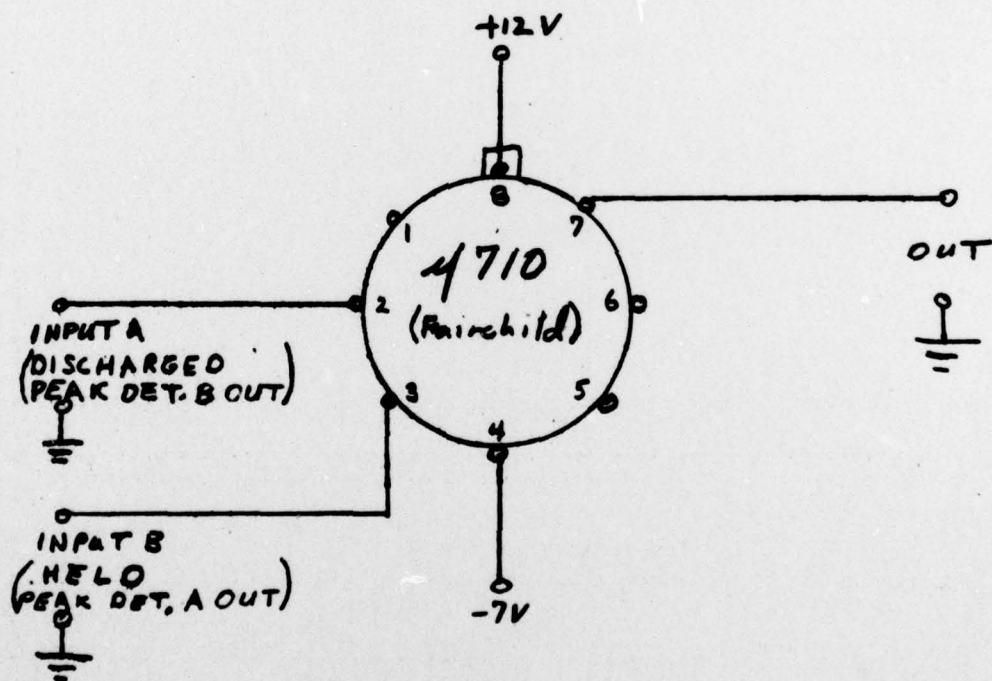 +12V
8
1
7
μ710
(Fairchild)
OUT
2
6
INPUT A
(DISCHARGED
PEAK DET. B OUT)
3
5
4
INPUT B
(HELD
PEAK DET. A OUT)
-7V